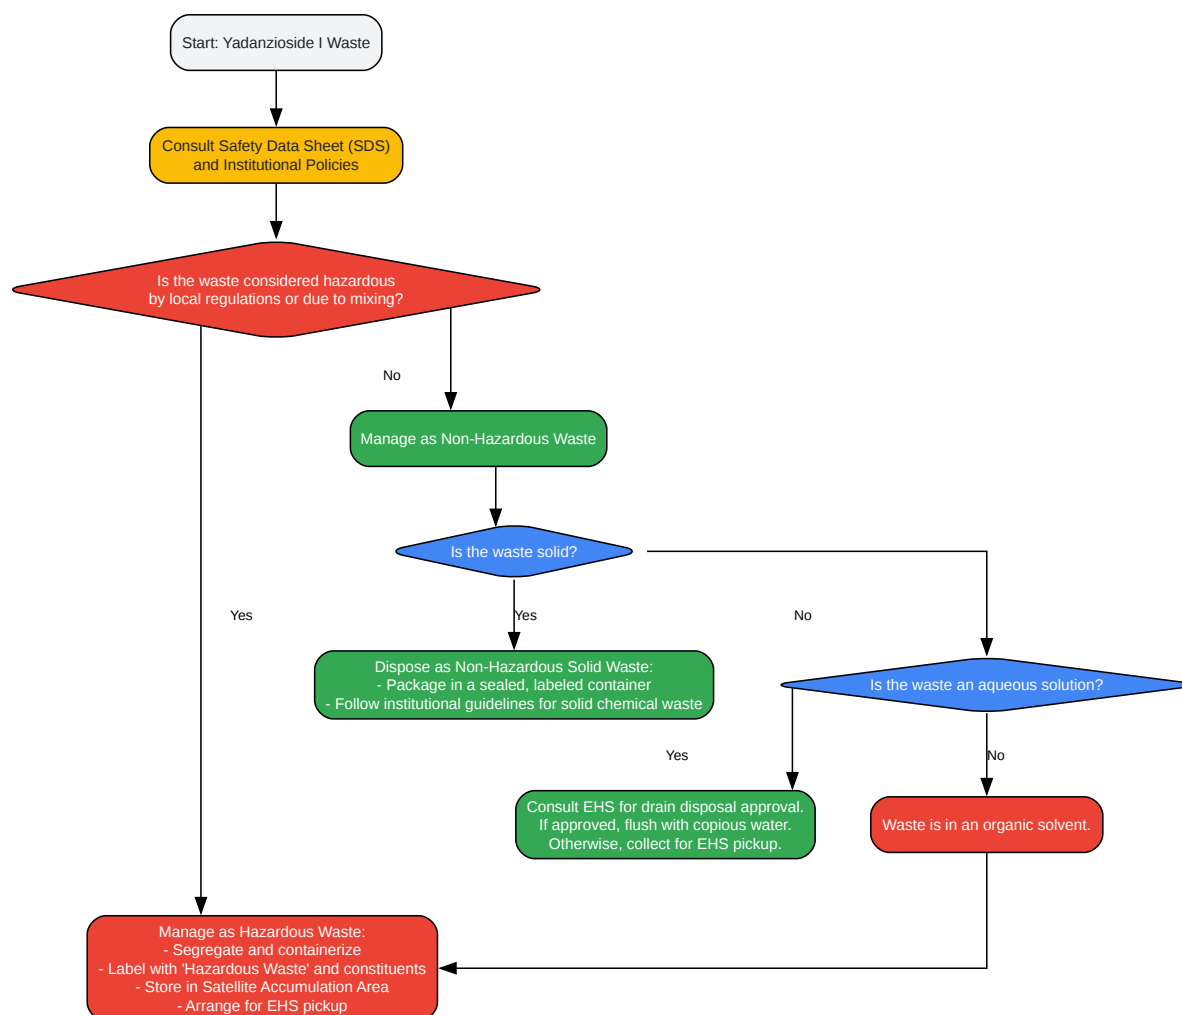 Start: Yadanzioside I Waste
Consult Safety Data Sheet (SDS)
and Institutional Policies
Is the waste considered hazardous
by local regulations or due to mixing?
No
Manage as Non-Hazardous Waste
Is the waste solid?
Yes
Yes
No
Dispose as Non-Hazardous Solid Waste:
- Package in a sealed, labeled container
- Follow institutional guidelines for solid chemical waste
Is the waste an aqueous solution?
Yes
No
Consult EHS for drain disposal approval.
If approved, flush with copious water.
Otherwise, collect for EHS pickup.
Waste is in an organic solvent.
Manage as Hazardous Waste:
- Segregate and containerize
- Label with 'Hazardous Waste' and constituents
- Store in Satellite Accumulation Area
- Arrange for EHS pickup